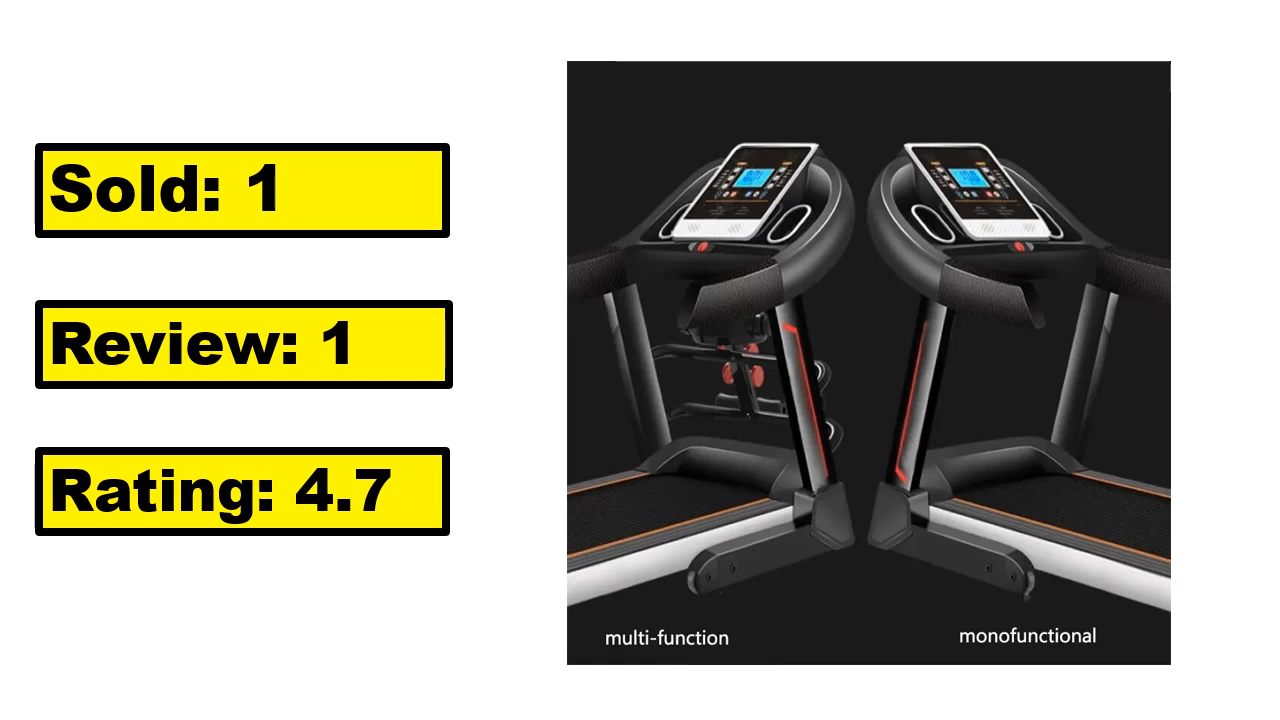 Sold: 1
Review: 1
Rating: 4.7
multi-function
monofunctional